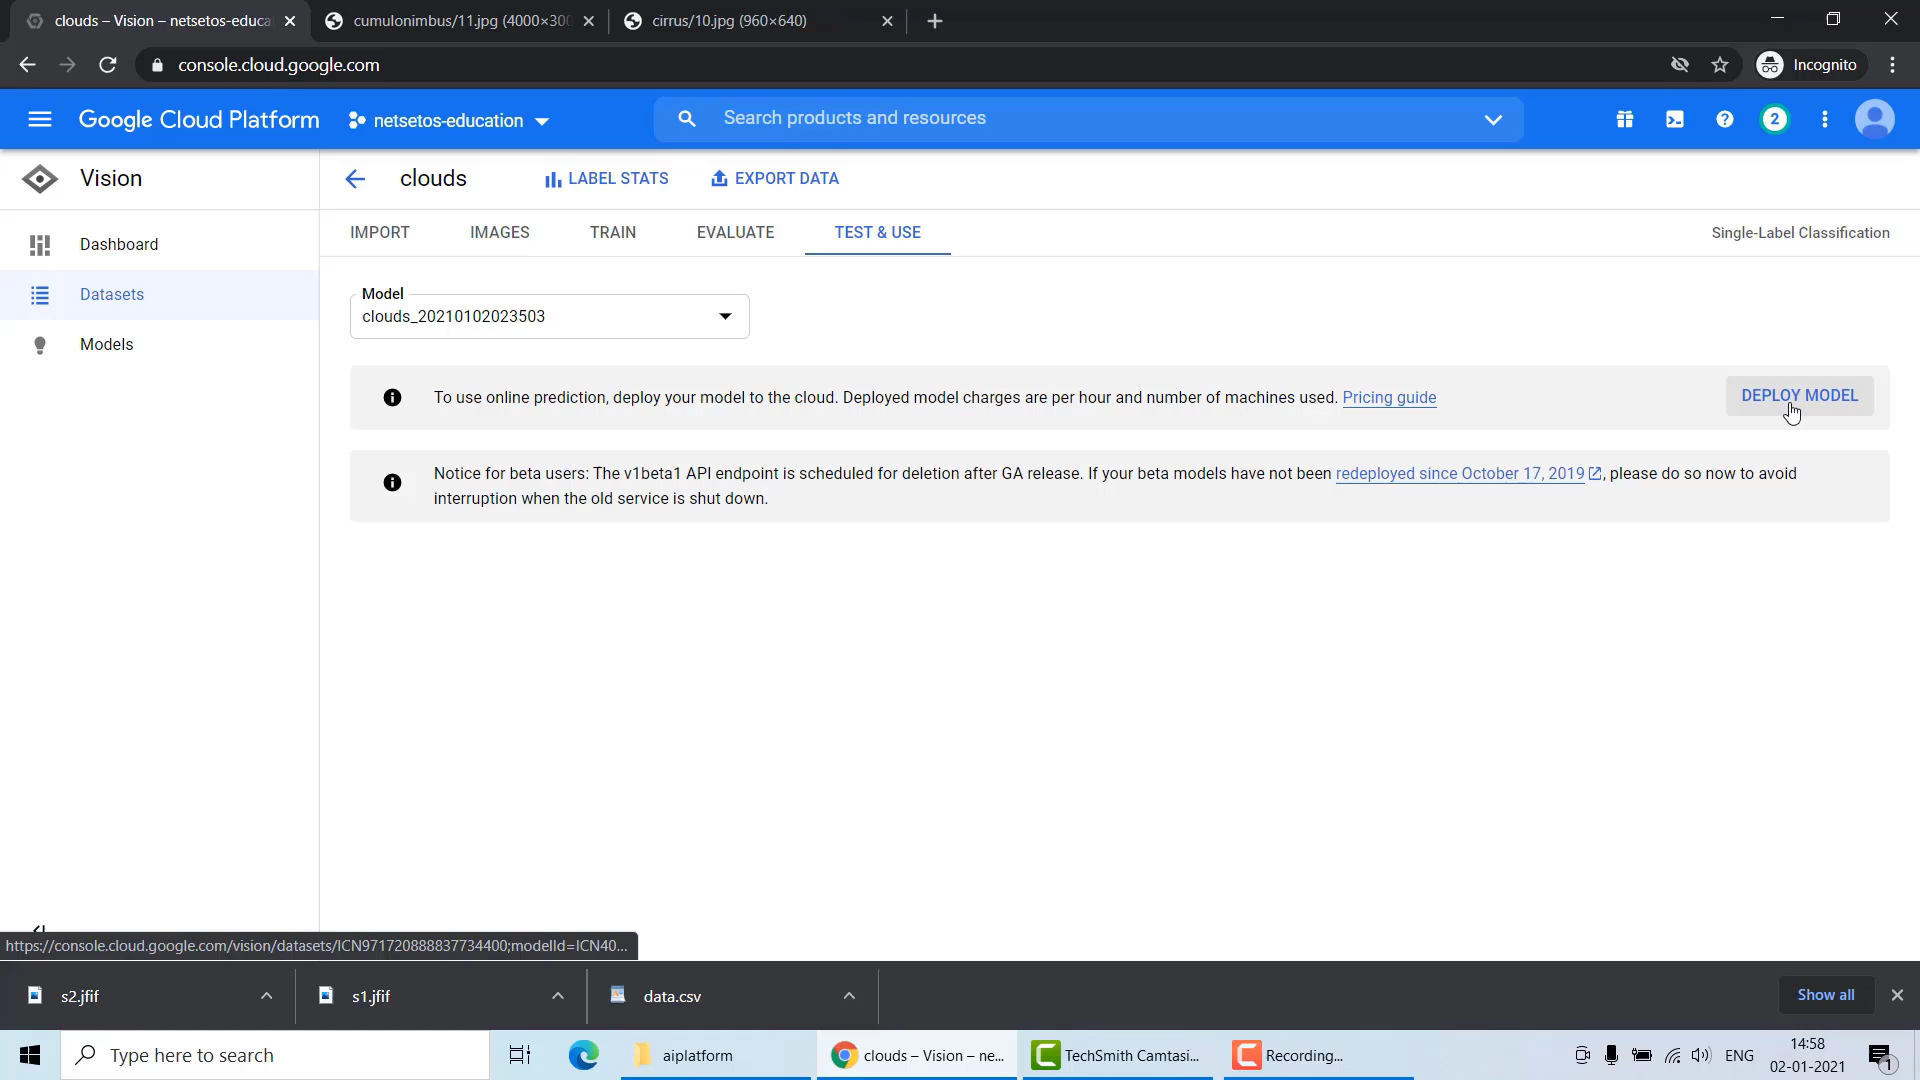 clouds – Vision – netsetos-educa
cumulonimbus/11.jpg (4000×300
cirrus/10.jpg (960×640)
console.cloud.google.com
Incognito
Google Cloud Platform
netsetos-education
Search products and resources
2
Vision
clouds
LABEL STATS
EXPORT DATA
Dashboard
Datasets
Models
IMPORT
IMAGES
TRAIN
EVALUATE
TEST & USE
Single-Label Classification
Model
clouds_20210102023503
To use online prediction, deploy your model to the cloud. Deployed model charges are per hour and number of machines used. Pricing guide
DEPLOY MODEL
Notice for beta users: The v1beta1 API endpoint is scheduled for deletion after GA release. If your beta models have not been redeployed since October 17, 2019, please do so now to avoid
interruption when the old service is shut down.
https://console.cloud.google.com/vision/datasets/ICN971720888837734400;modelId=ICN40...
s2.jfif
s1.jfif
data.csv
Show all
Type here to search
aiplatform
clouds – Vision – ne...
TechSmith Camtasi...
Recording...
ENG
14:58
02-01-2021
1